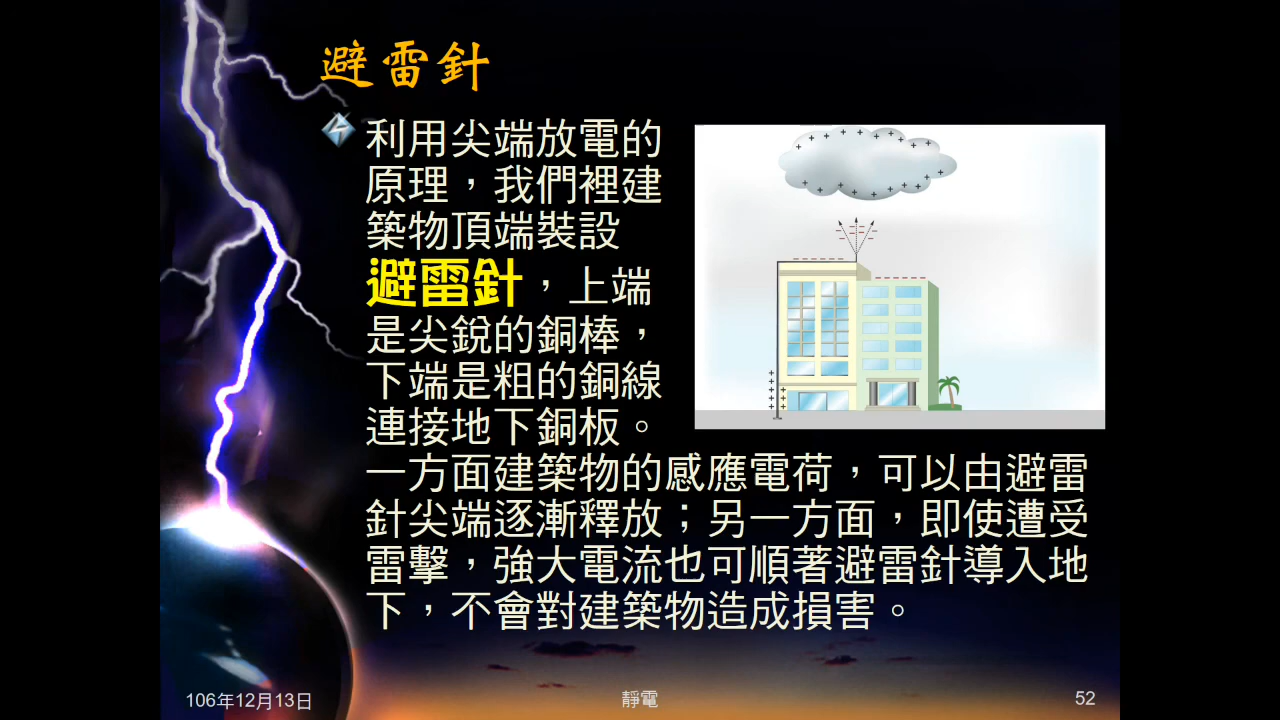 避雷針
利用尖端放電的
原理，我們裡建
築物頂端裝設
避雷針，上端
是尖銳的銅棒，
下端是粗的銅線
連接地下銅板。
一方面建築物的感應電荷，可以由避雷
針尖端逐漸釋放；另一方面，即使遭受
雷擊，強大電流也可順著避雷針導入地
下，不會對建築物造成損害。
106年12月13日
靜電
52